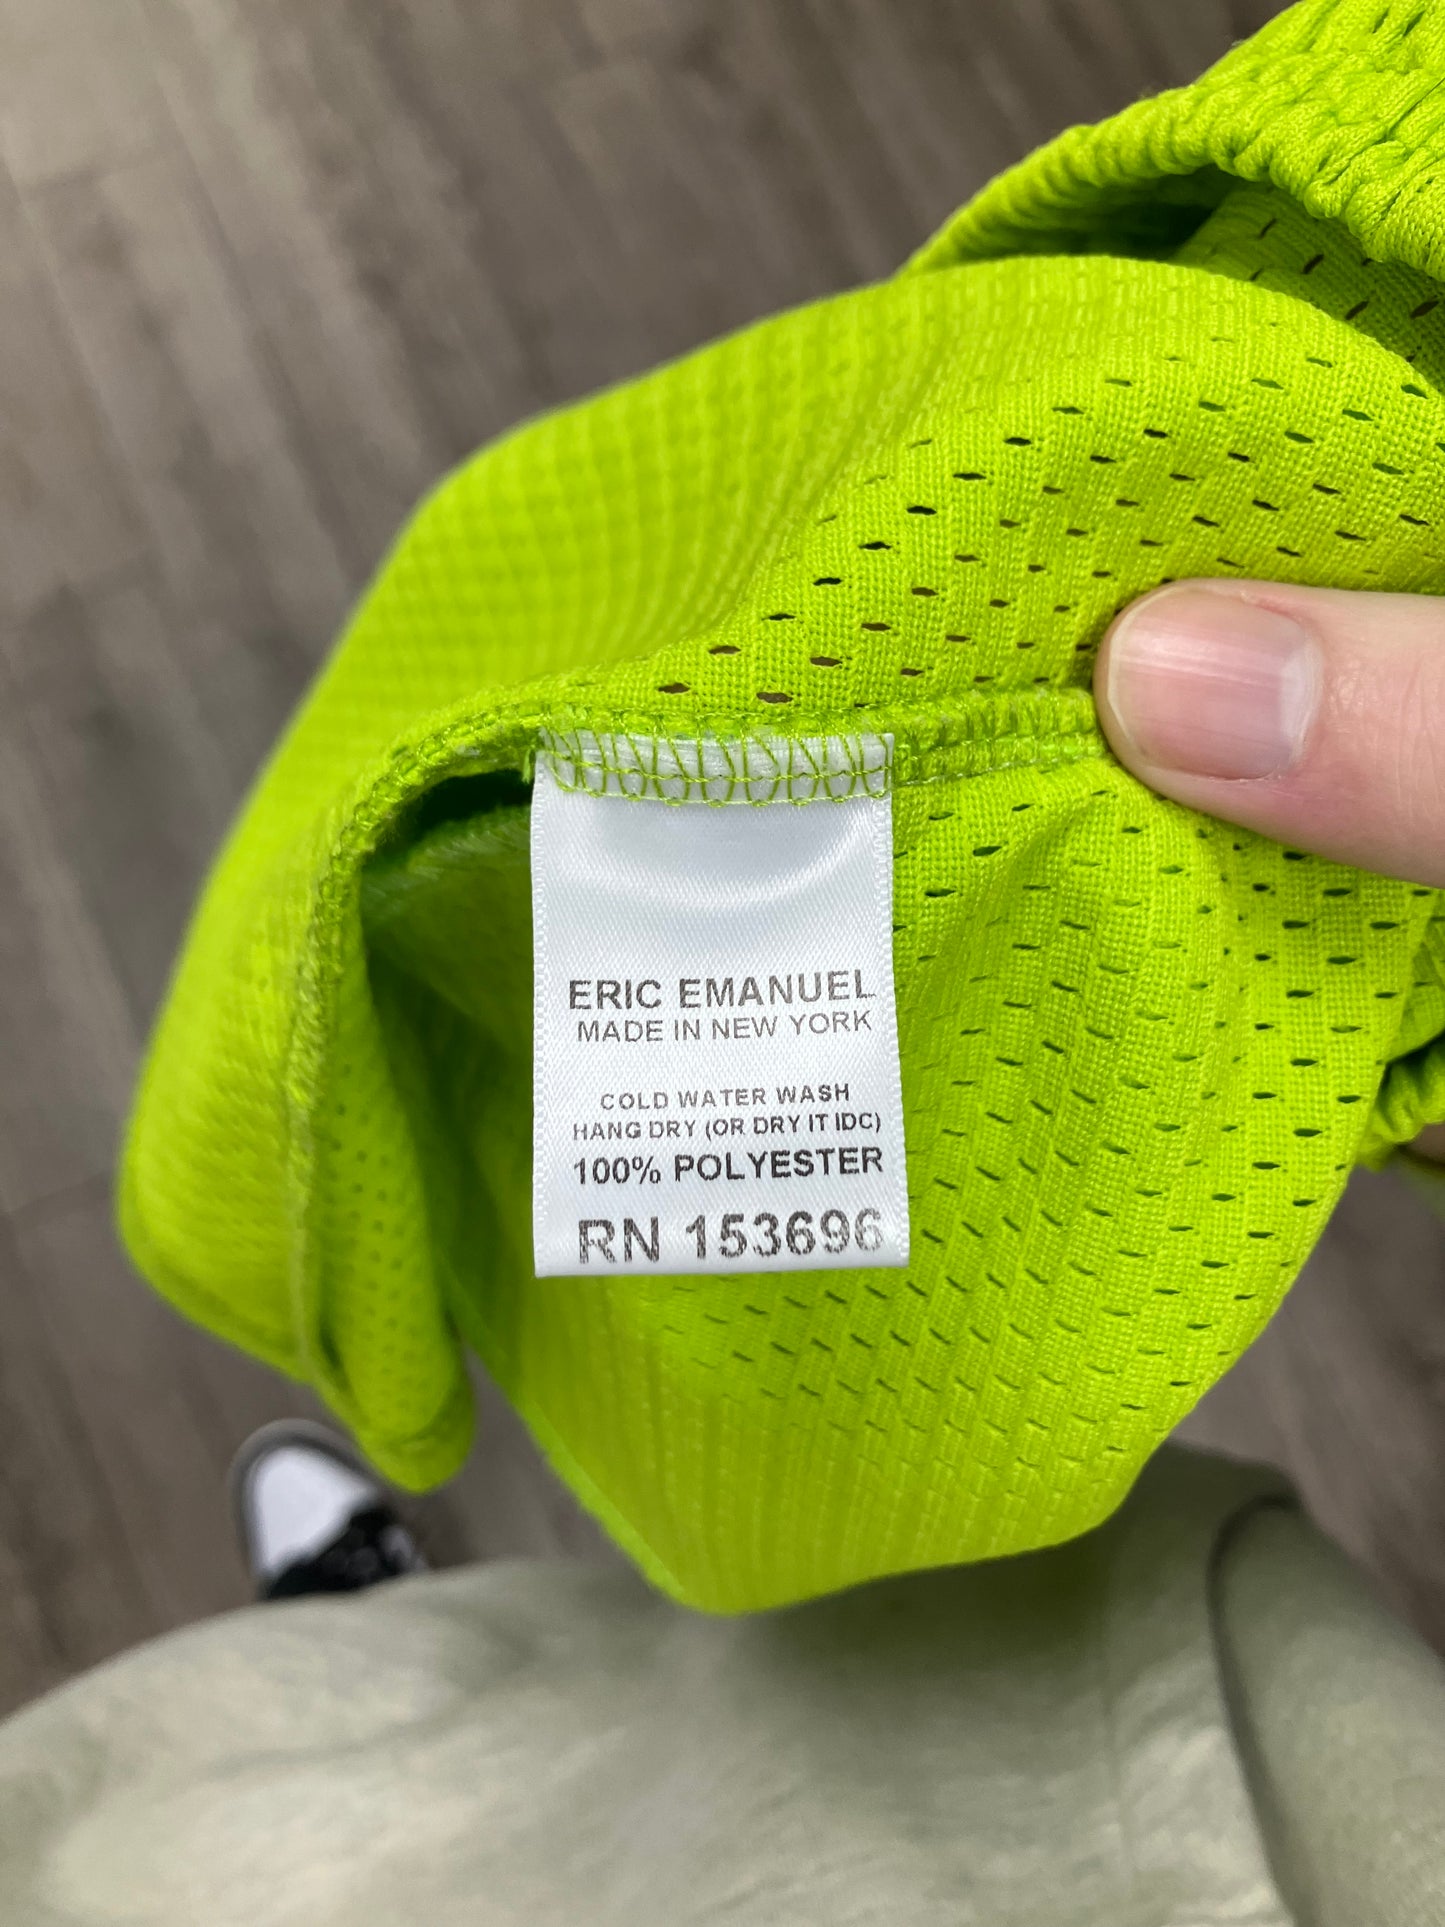 ERIC EMANUEL
MADE IN NEW YORK
COLD WATER WASH
HANG DRY (OR DRY IT IDC)
100% POLYESTER
RN 153696